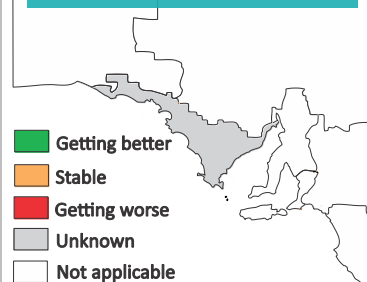 Getting better
Stable
Getting worse
Unknown
Not applicable